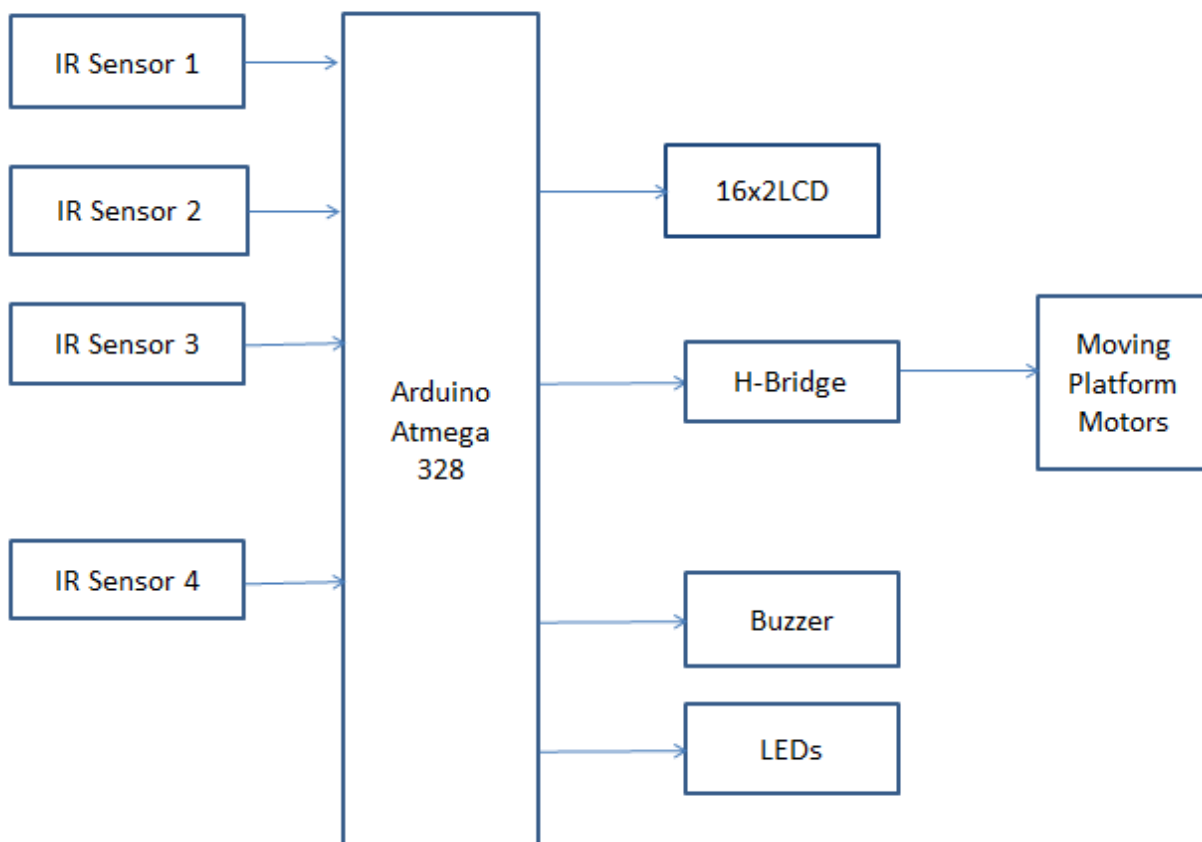 IR Sensor 1
IR Sensor 2
IR Sensor 3
IR Sensor 4
Arduino
Atmega
328
16x2LCD
H-Bridge
Moving
Platform
Motors
Buzzer
LEDs